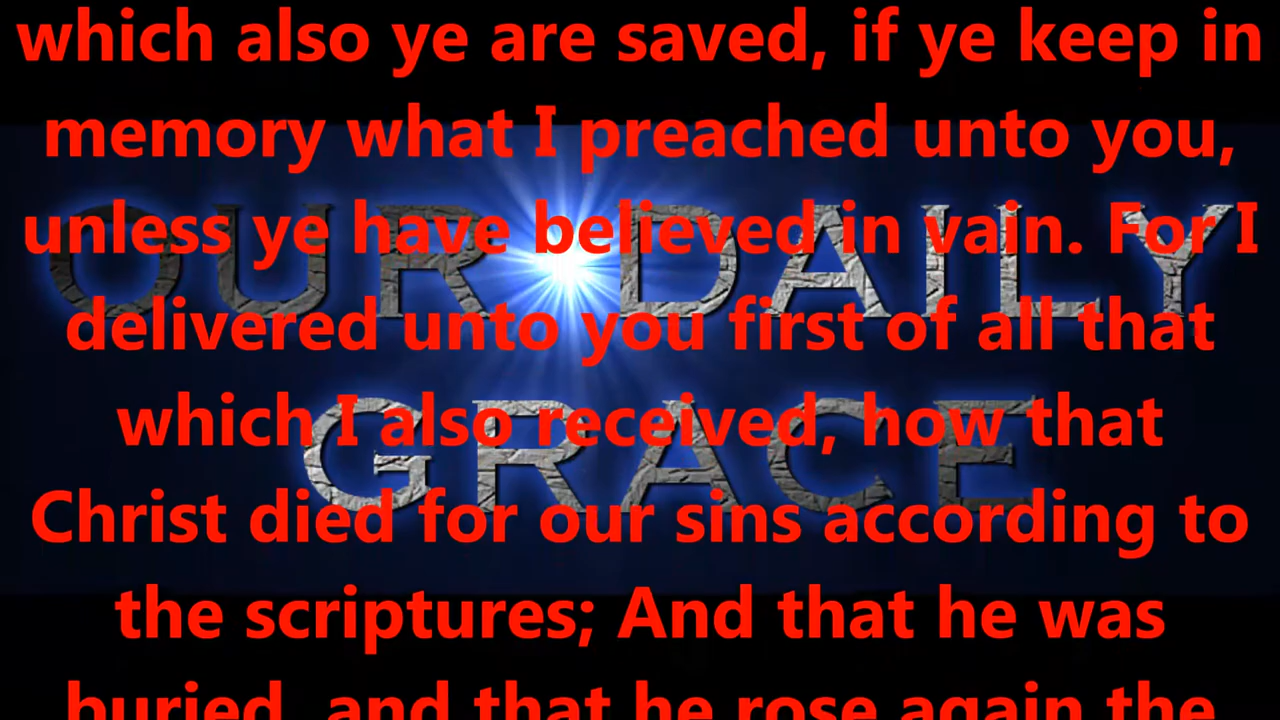 which also ye are saved, if ye keep in
memory what I preached unto you,
unless ye have believed in vain. For I
delivered unto you first of all that
which I also received, how that
Christ died for our sins according to
the scriptures; And that he was
buried, and that he rose again the
OUR DAILY
GRACE